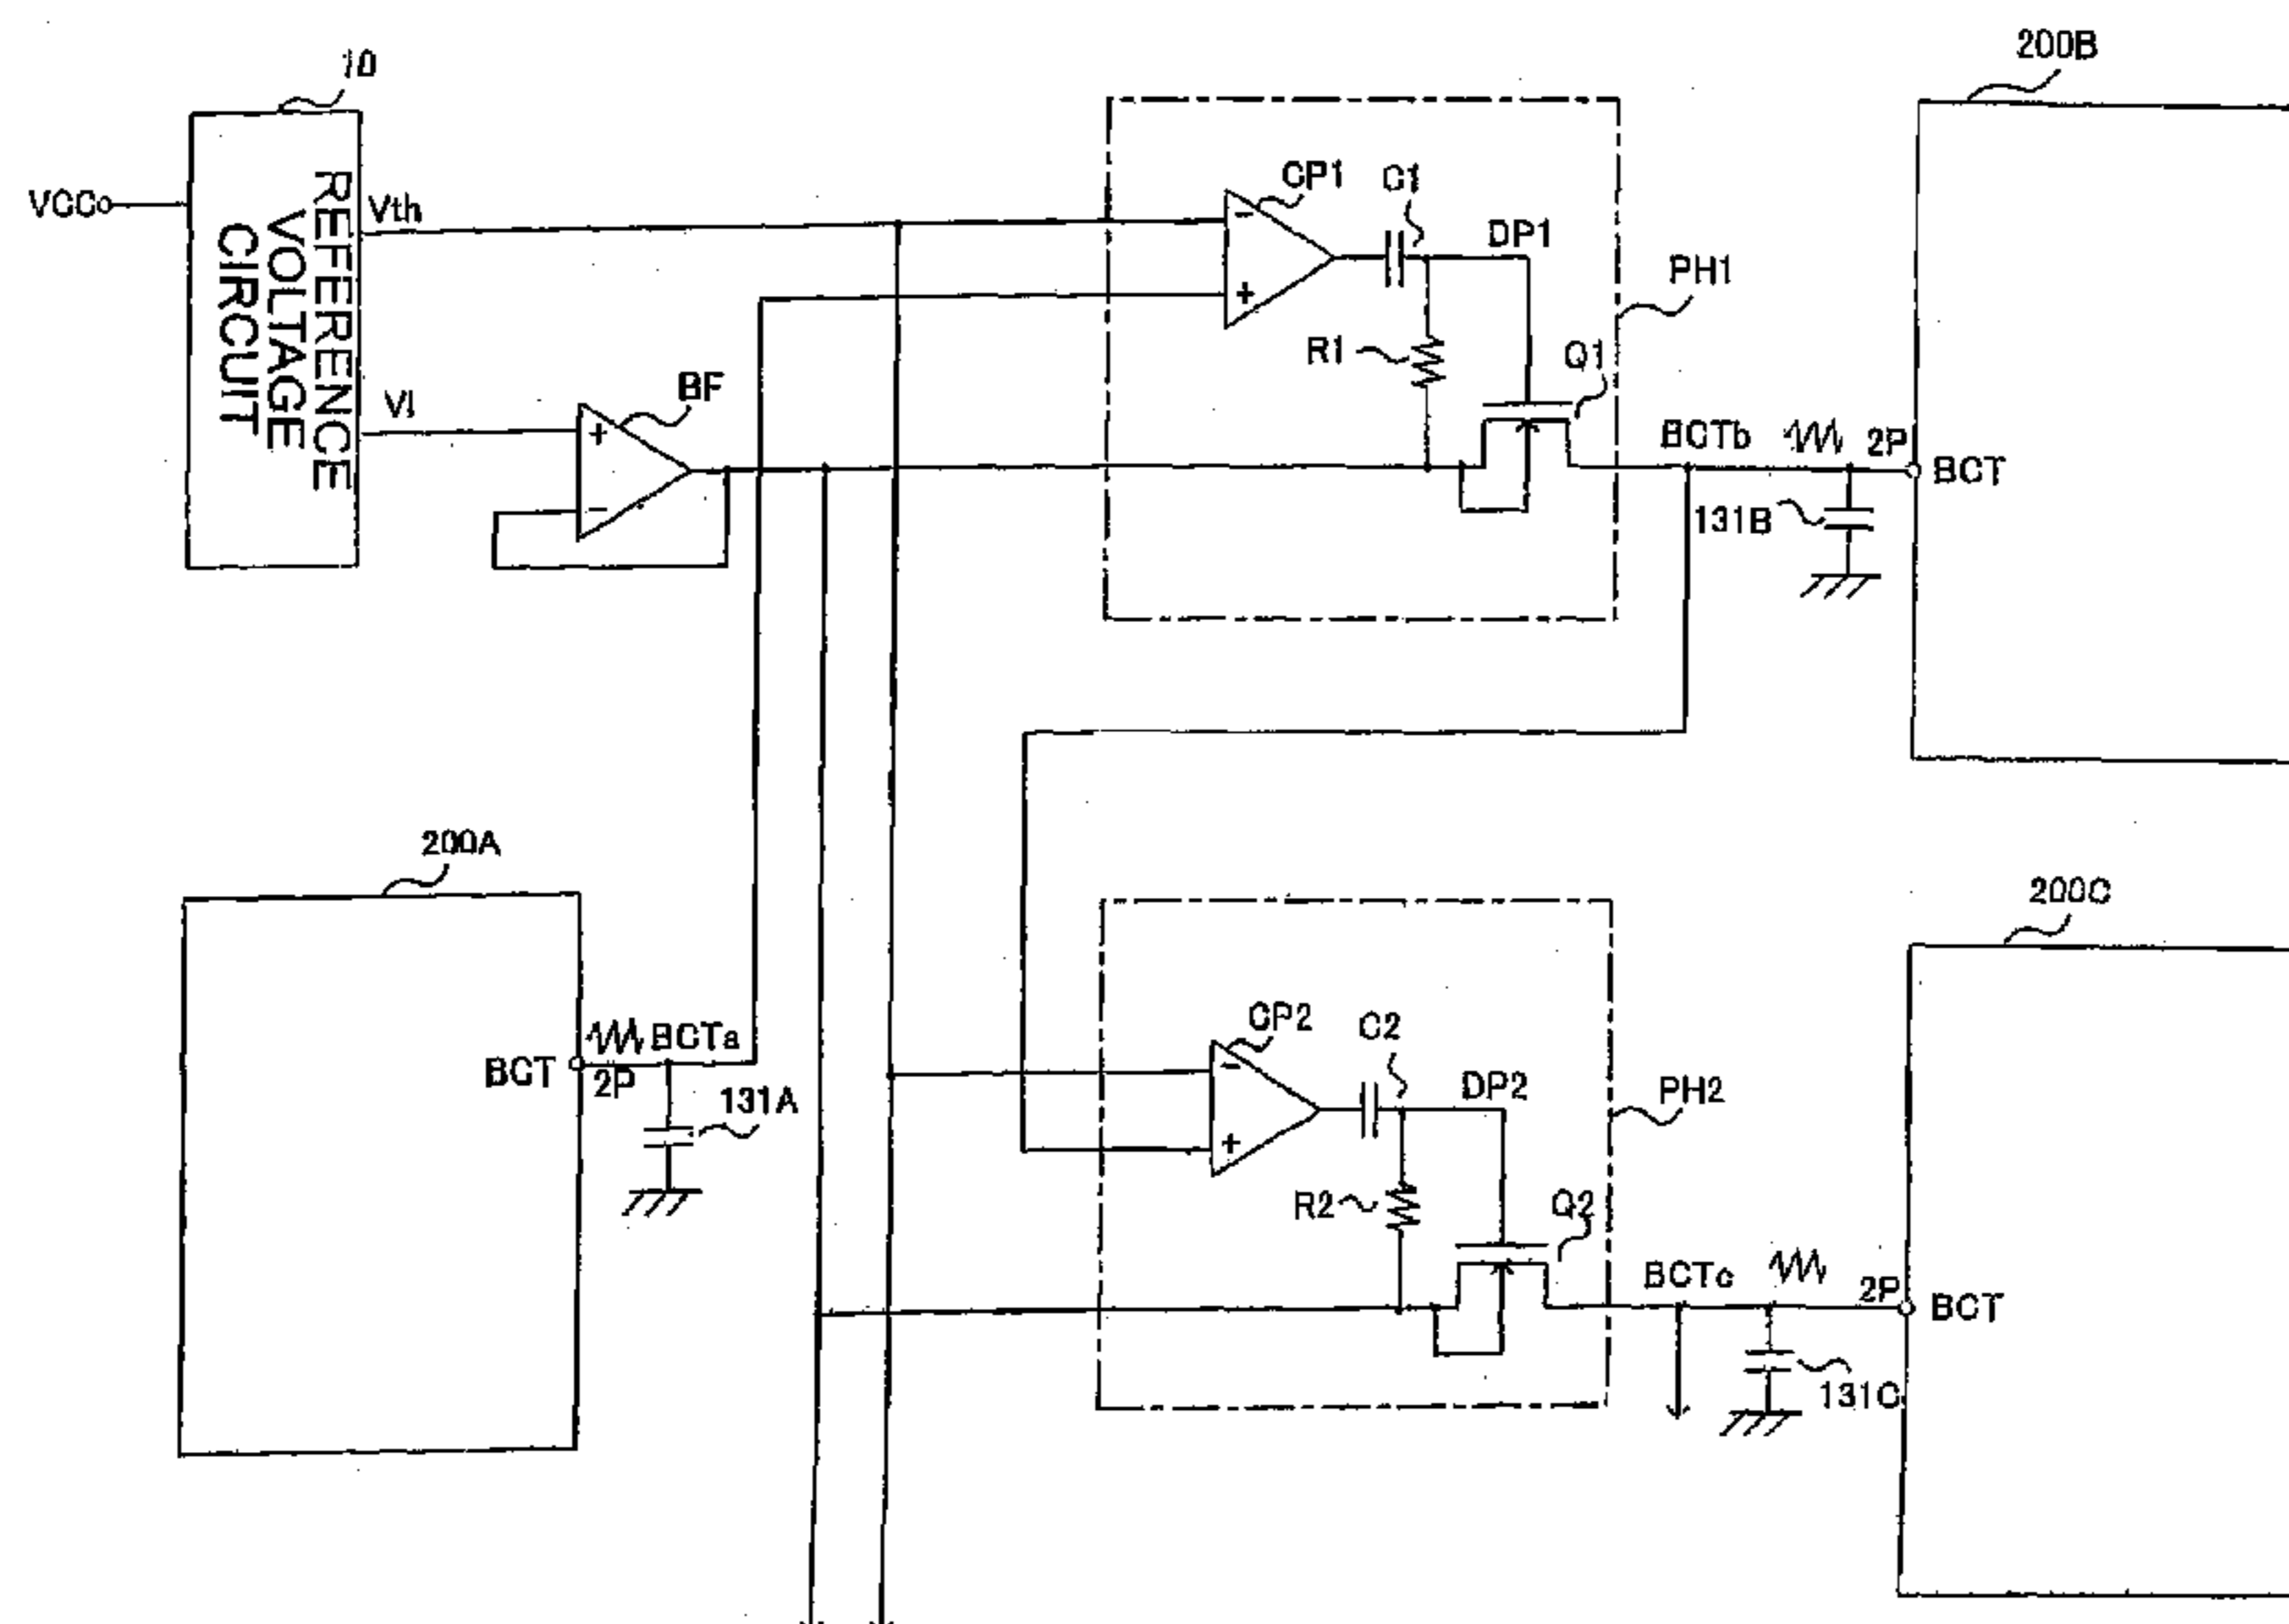 10
200B
VCC
REFERENCE
VOLTAGE
CIRCUIT
Vth
Vl
BF
CP1
C1
DP1
PH1
R1
Q1
BCTb
2P
BCT
131B
-
+
+
-
200A
BCT
2P
BCTa
131A
200C
CP2
C2
DP2
PH2
R2
Q2
BCTc
2P
BCT
131C
-
+